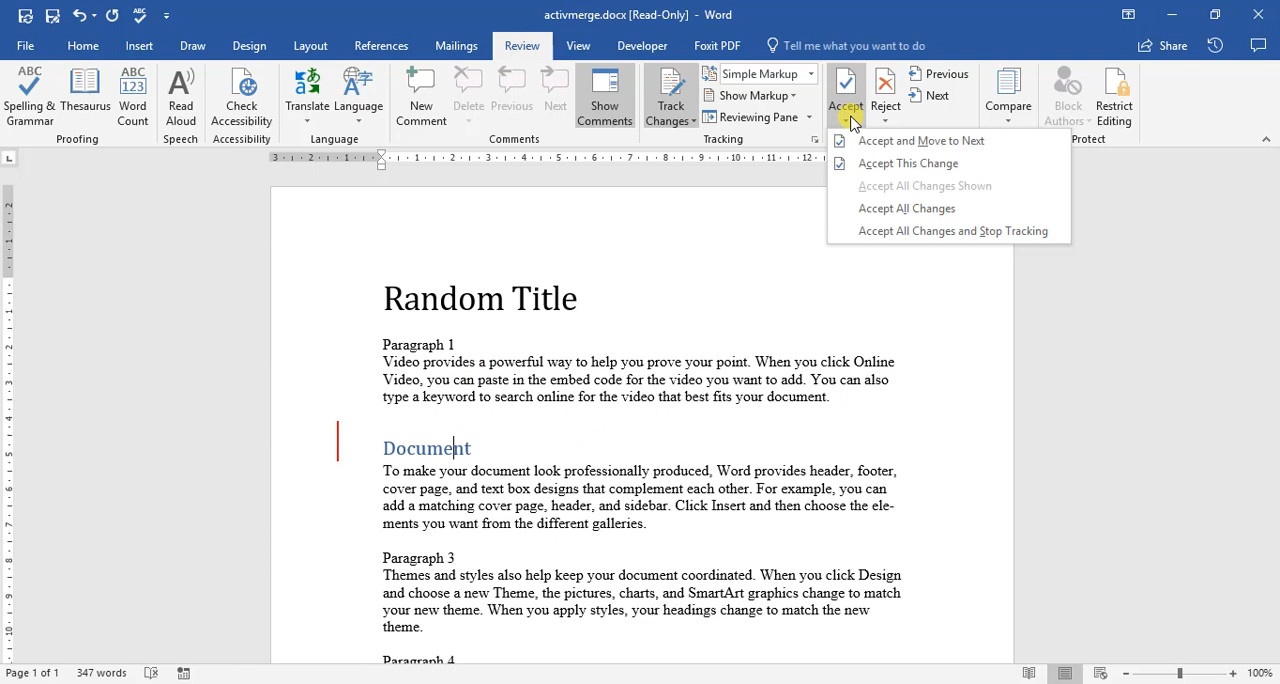 activmerge.docx [Read-Only] - Word
File Home Insert Draw Design Layout References Mailings Review View Developer Foxit PDF Tell me what you want to do Share
Spelling & Grammar Thesaurus Word Count Read Aloud Check Accessibility Translate Language New Comment Delete Previous Next Show Comments Track Changes Simple Markup Show Markup Reviewing Pane Accept Reject Previous Next Compare Block Authors Restrict Editing
Proofing Speech Accessibility Language Comments Tracking Protect
Accept and Move to Next
Accept This Change
Accept All Changes Shown
Accept All Changes
Accept All Changes and Stop Tracking
Random Title
Paragraph 1
Video provides a powerful way to help you prove your point. When you click Online
Video, you can paste in the embed code for the video you want to add. You can also
type a keyword to search online for the video that best fits your document.
Document
To make your document look professionally produced, Word provides header, footer,
cover page, and text box designs that complement each other. For example, you can
add a matching cover page, header, and sidebar. Click Insert and then choose the ele-
ments you want from the different galleries.
Paragraph 3
Themes and styles also help keep your document coordinated. When you click Design
and choose a new Theme, the pictures, charts, and SmartArt graphics change to match
your new theme. When you apply styles, your headings change to match the new
theme.
Paragraph 4
Page 1 of 1 347 words 100%